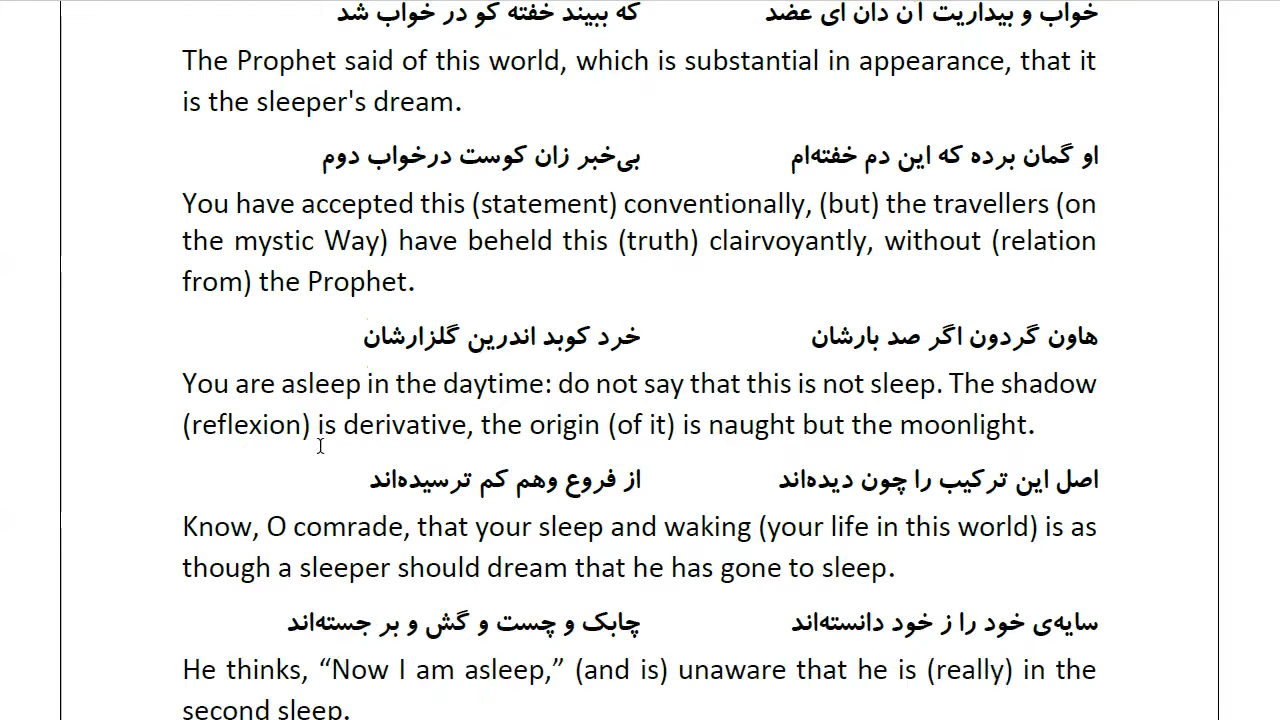 خواب و بیداریت آن دان ای عضد که ببیند خفته کو در خواب شد
The Prophet said of this world, which is substantial in appearance, that it
is the sleeper's dream.
او گمان برده که این دم خفته‌ام بی‌خبر زان کوست درخواب دوم
You have accepted this (statement) conventionally, (but) the travellers (on
the mystic Way) have beheld this (truth) clairvoyantly, without (relation
from) the Prophet.
هاون گردون اگر صد بارشان خرد کوبد اندرین گلزارشان
You are asleep in the daytime: do not say that this is not sleep. The shadow
(reflexion) is derivative, the origin (of it) is naught but the moonlight.
اصل این ترکیب را چون دیده‌اند از فروع وهم کم ترسیده‌اند
Know, O comrade, that your sleep and waking (your life in this world) is as
though a sleeper should dream that he has gone to sleep.
سایه‌ی خود را ز خود دانسته‌اند چابک و چست و گش و بر جسته‌اند
He thinks, “Now I am asleep,” (and is) unaware that he is (really) in the
second sleep.